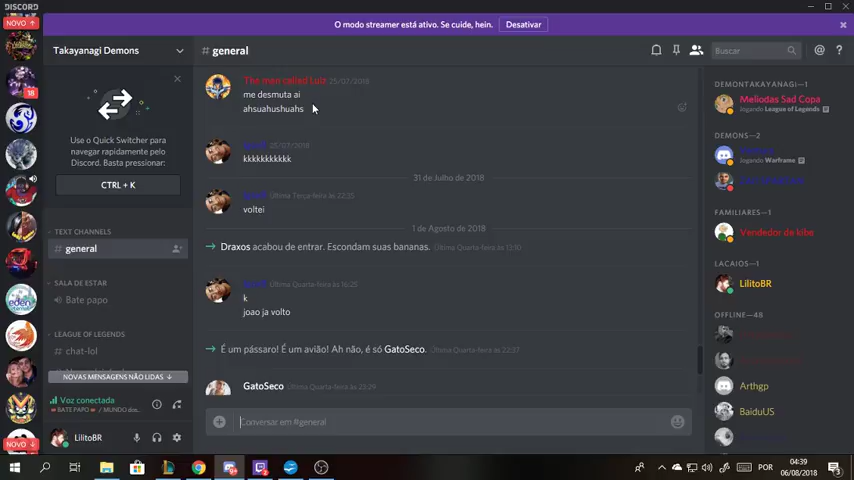 DISCORD
O modo streamer está ativo. Se cuide, hein. Desativar
NOVO ↑
Takayanagi Demons
# general
Buscar
Use o Quick Switcher para
navegar rapidamente pelo
Discord. Basta pressionar:
CTRL + K
TEXT CHANNELS
# general
SALA DE ESTAR
Bate papo
LEAGUE OF LEGENDS
# chat-lol
NOVAS MENSAGENS NÃO LIDAS ↓
Voz conectada
BATE PAPO / MUNDO dos...
LilitoBR
18
NOVO ↓
The men called Luiz 25/07/2018
me desmuta ai
ahsuahushuahs
25/07/2018
kkkkkkkkkkk
31 de Julho de 2018
Última Terça-feira às 22:35
voltei
1 de Agosto de 2018
Draxos acabou de entrar. Escondam suas bananas. Última Quarta-feira às 13:10
Última Quarta-feira às 16:25
k
joao ja volto
É um pássaro! É um avião! Ah não, é só GatoSeco. Última Quarta-feira às 22:37
GatoSeco Última Quarta-feira às 23:29
Conversar em #general
DEMONTAKAYANAGI—1
Meliodas Sad Copa
Jogando League of Legends
DEMONS—2
Jogando Warframe
FAMILIARES—1
Vendedor de kibe
LACAIOS—1
LilitoBR
OFFLINE—48
Arthgp
BaiduUS
POR
04:39
06/08/2018
3